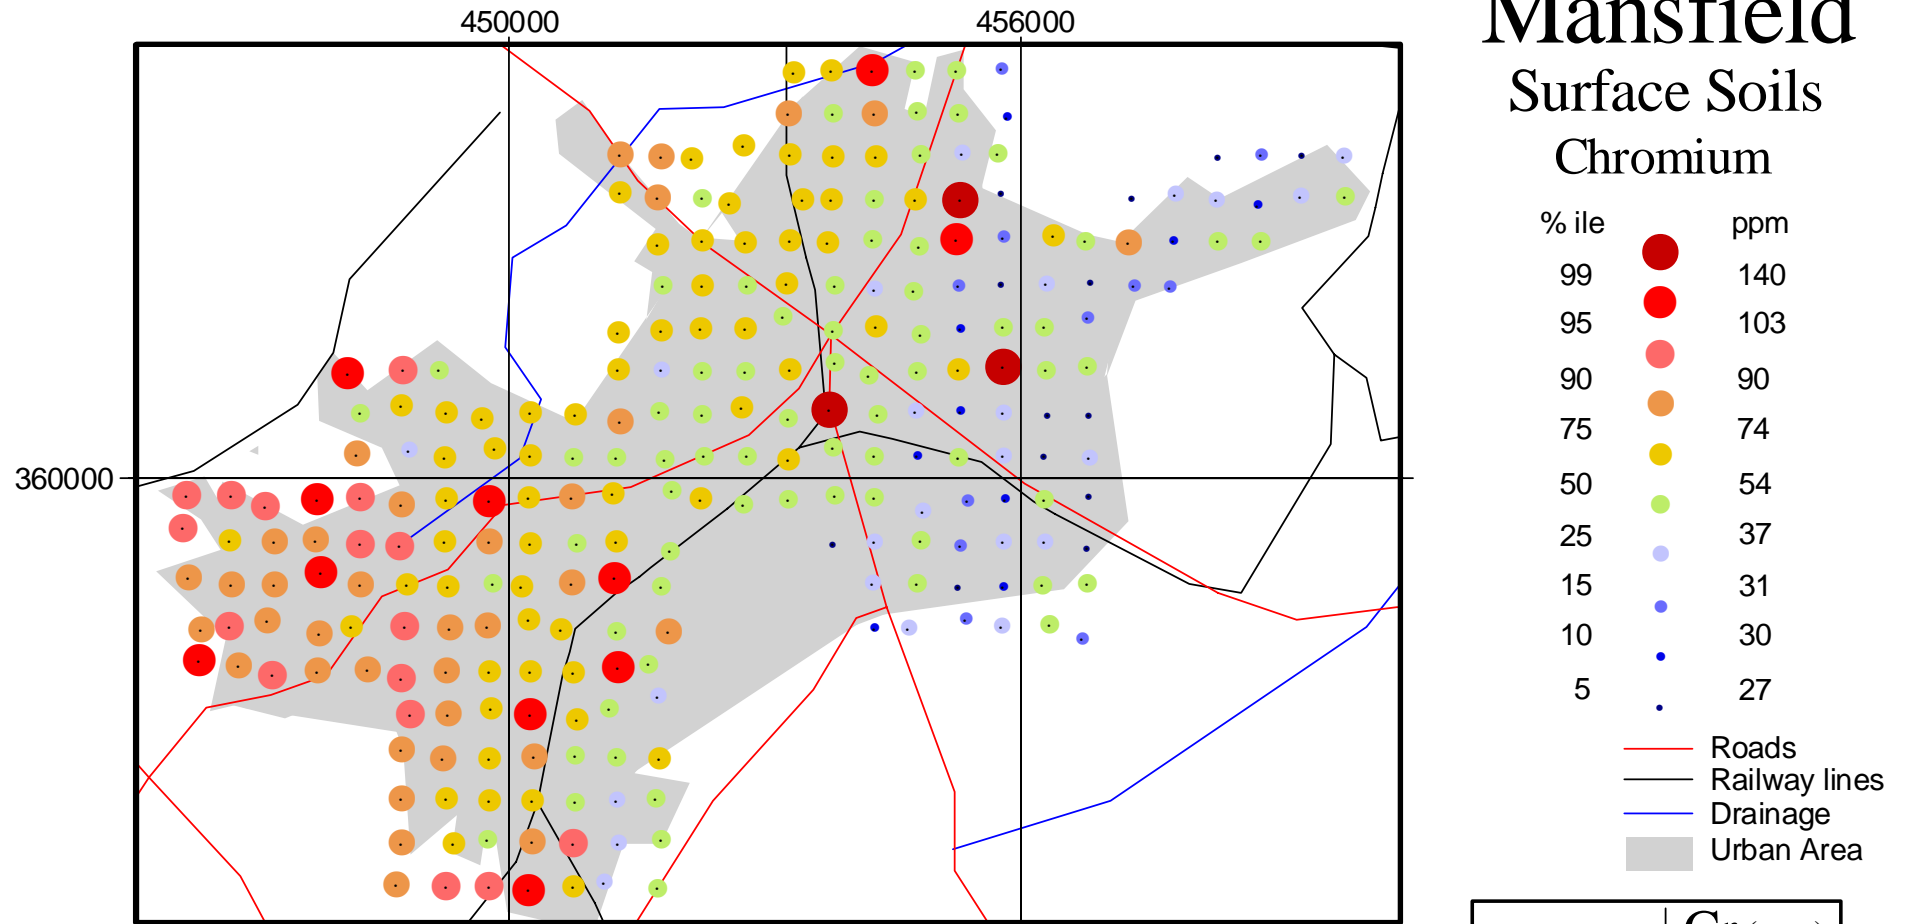 450000 456000
360000
Mansfield
Surface Soils
Chromium
% ile ppm
99 140
95 103
90 90
75 74
50 54
25 37
15 31
10 30
5 27
Roads
Railway lines
Drainage
Urban Area